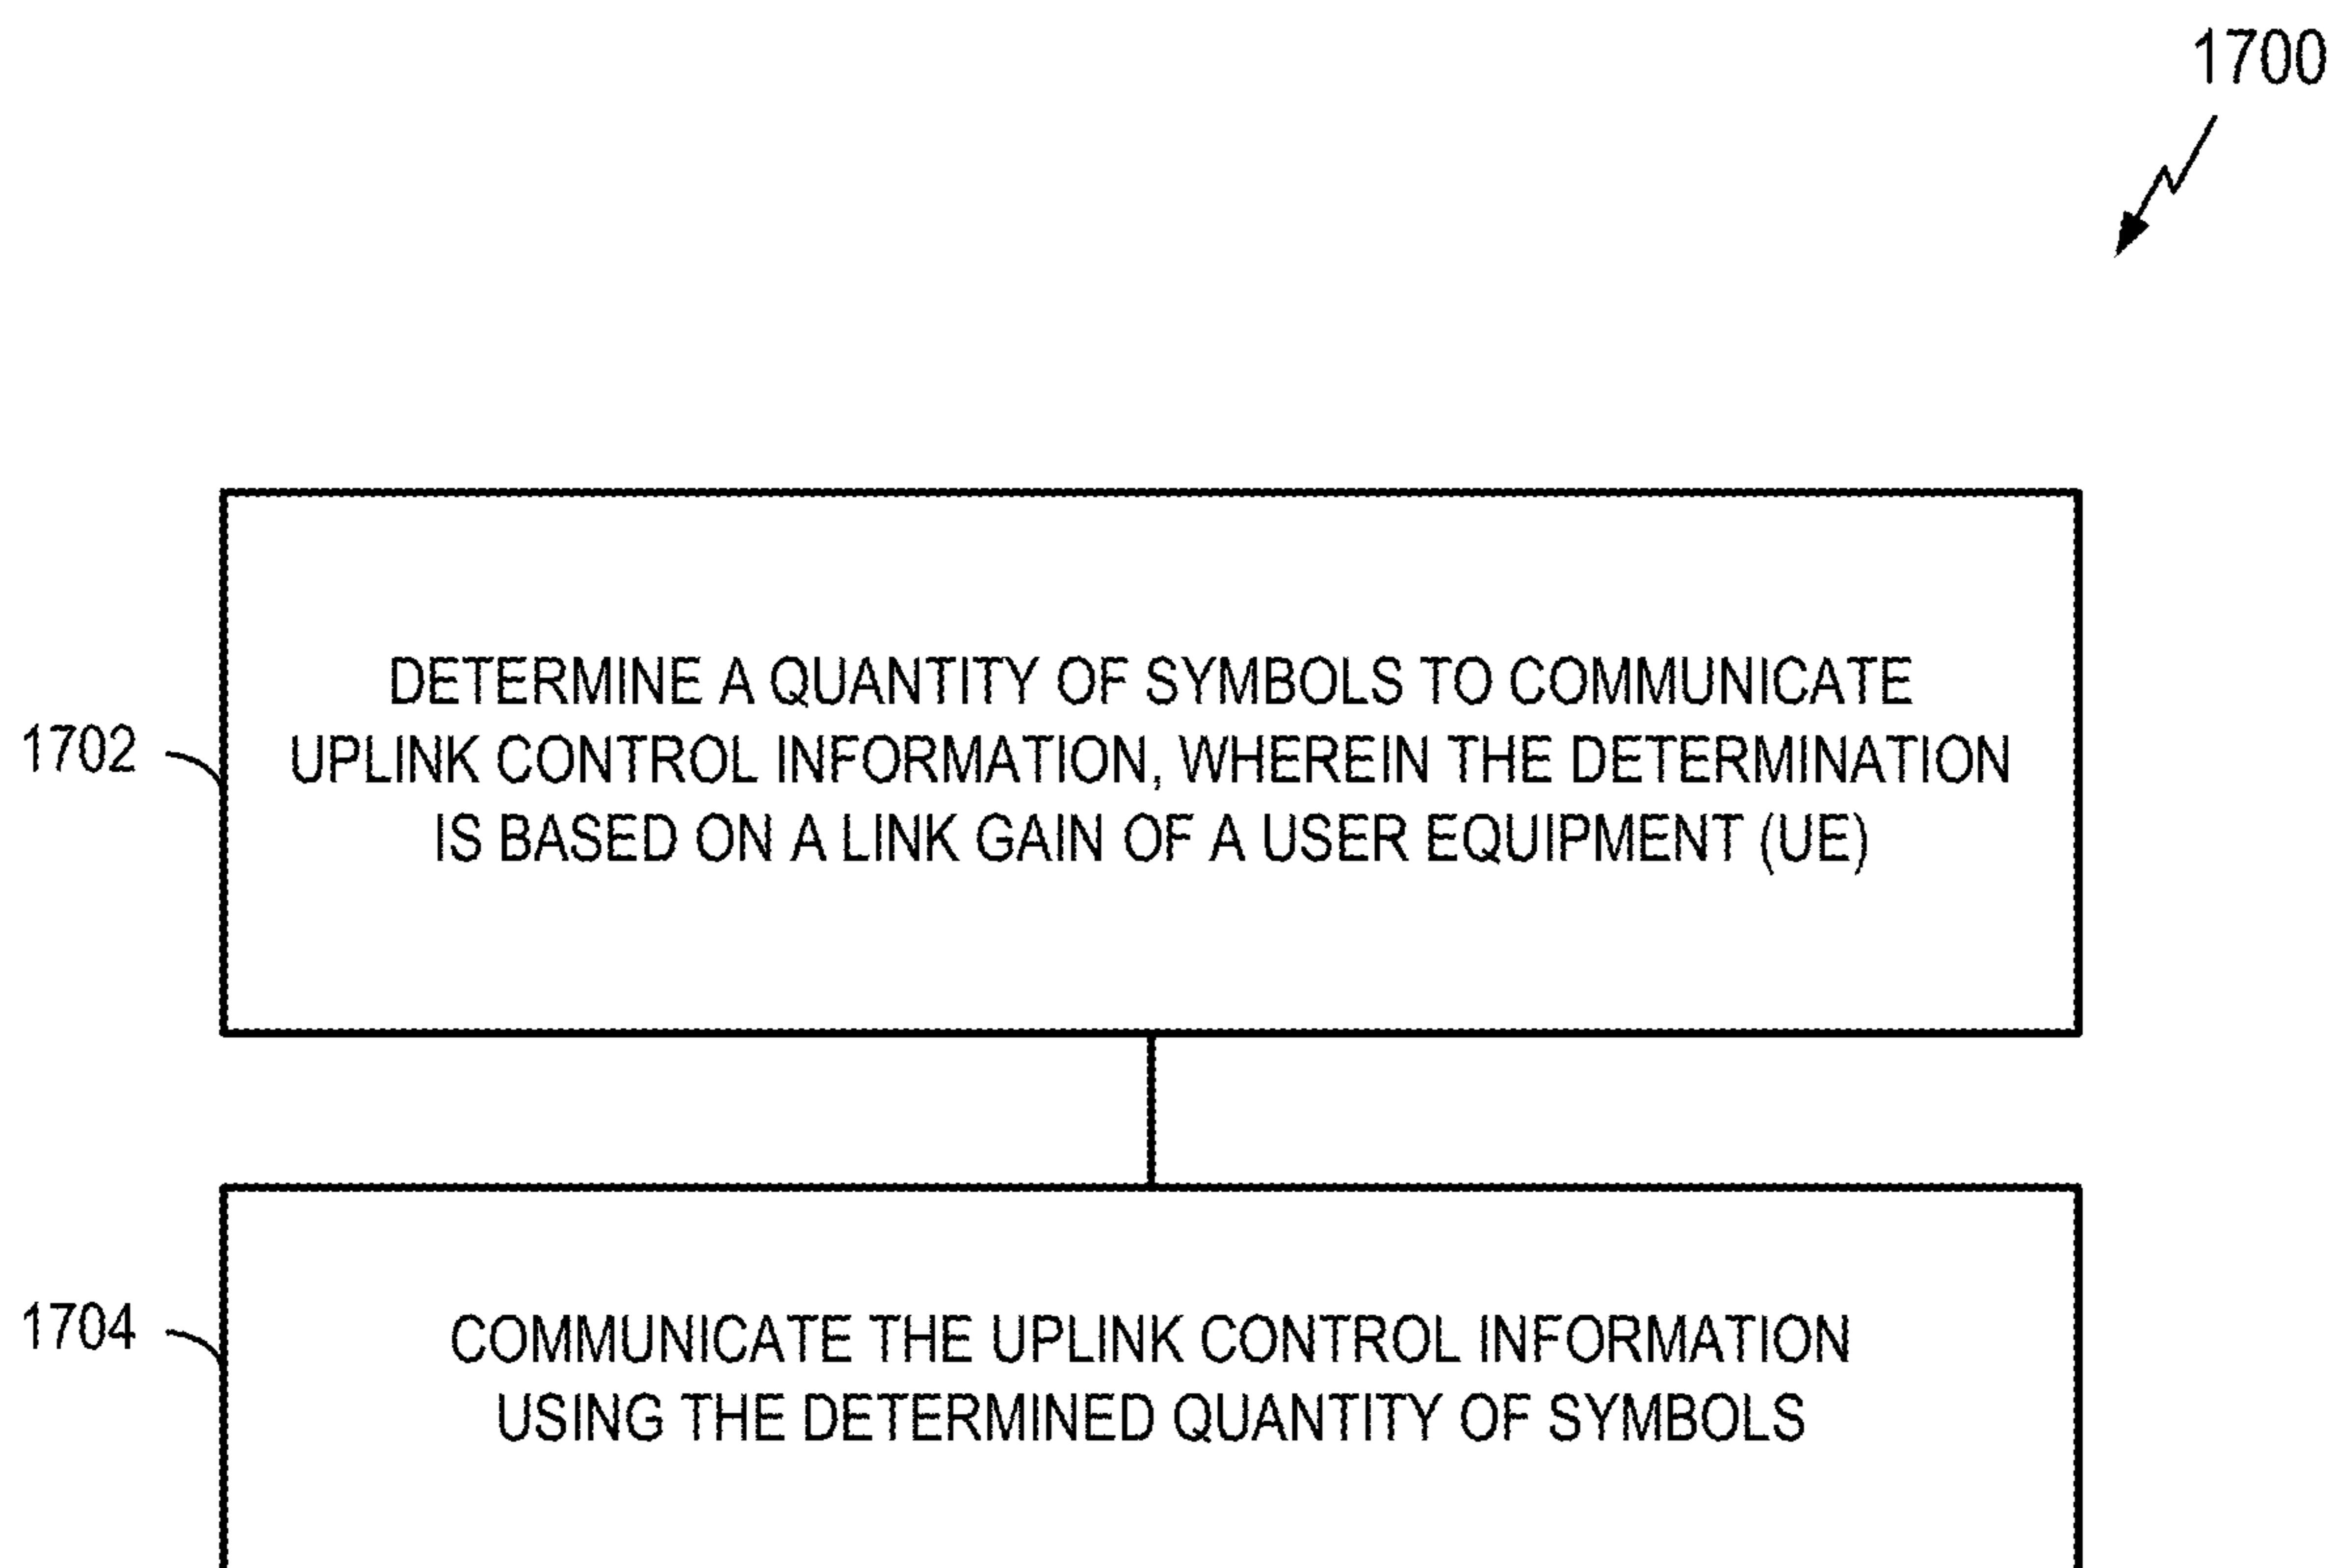 1700
1702
DETERMINE A QUANTITY OF SYMBOLS TO COMMUNICATE
UPLINK CONTROL INFORMATION, WHEREIN THE DETERMINATION
IS BASED ON A LINK GAIN OF A USER EQUIPMENT (UE)
1704
COMMUNICATE THE UPLINK CONTROL INFORMATION
USING THE DETERMINED QUANTITY OF SYMBOLS